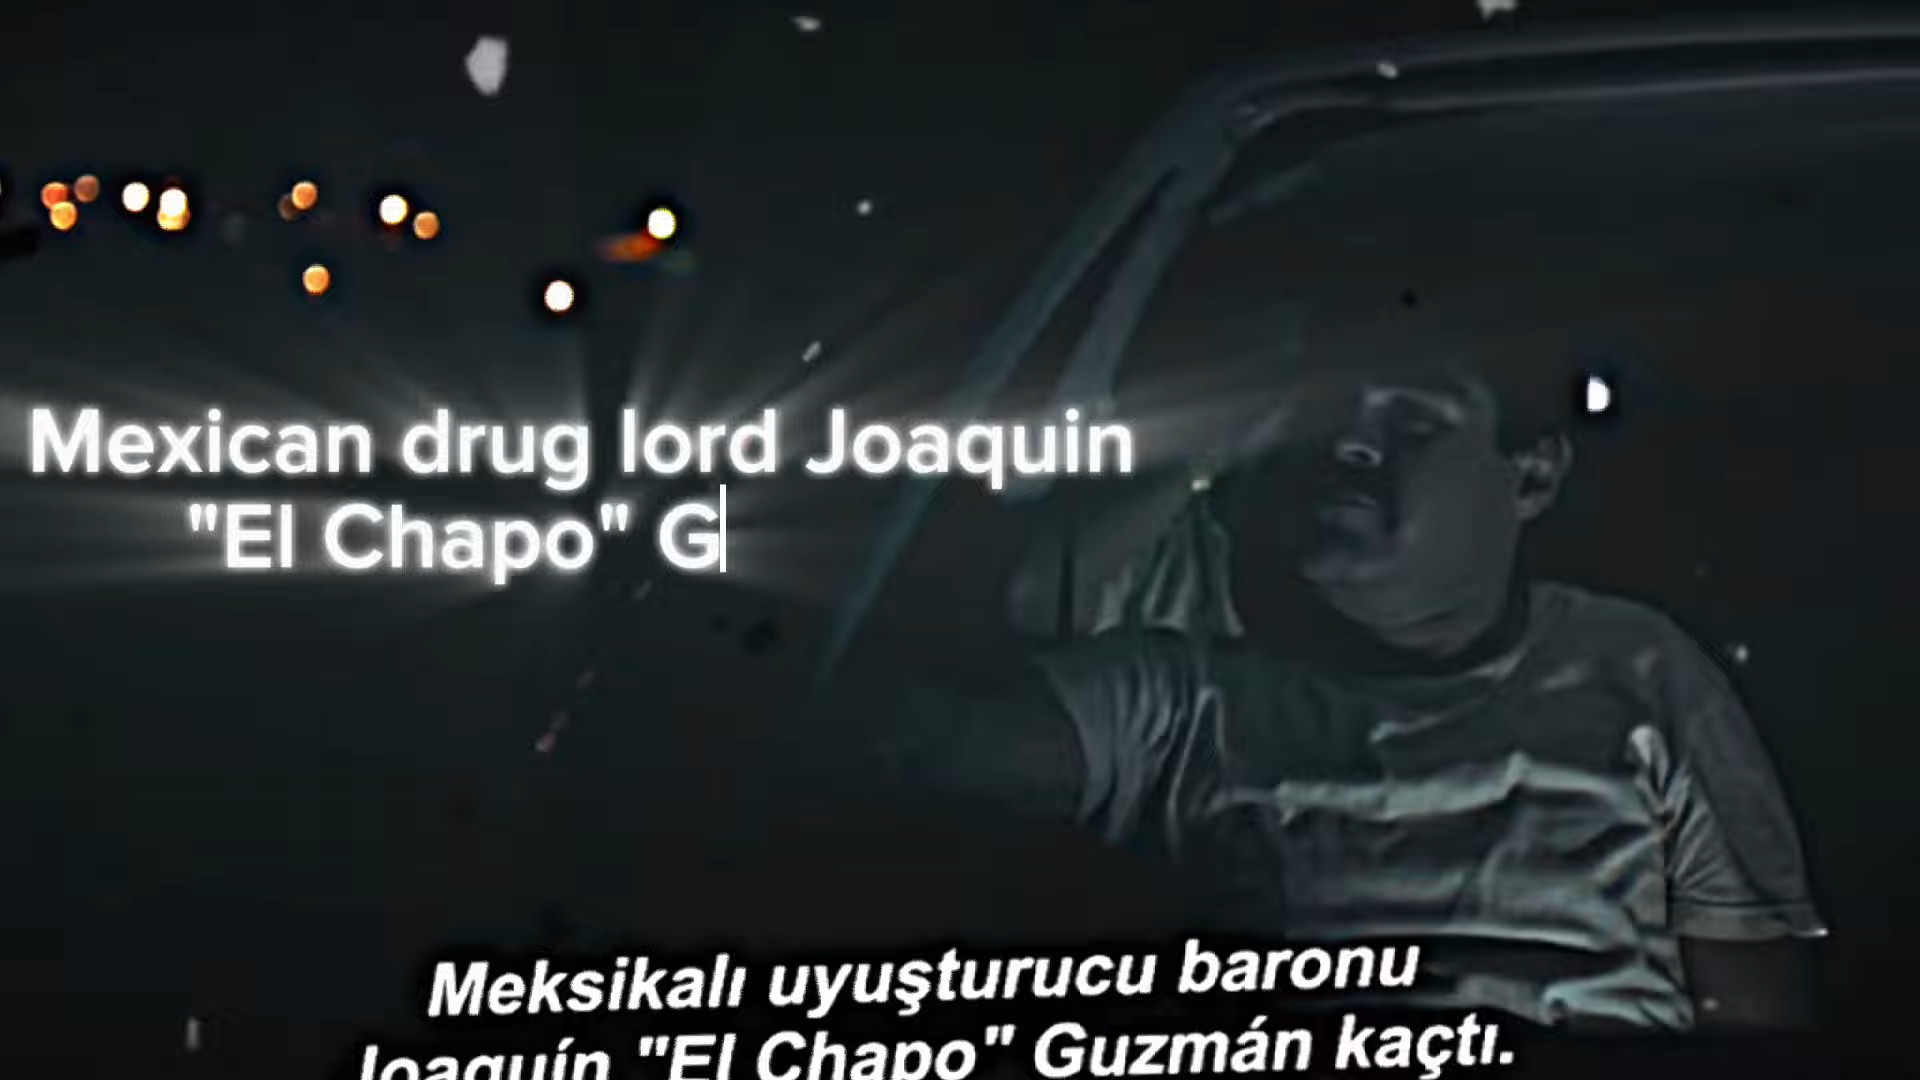 Mexican drug lord Joaquin
"El Chapo" G
Meksikalı uyuşturucu baronu
Joaquín "El Chapo" Guzmán kaçtı.